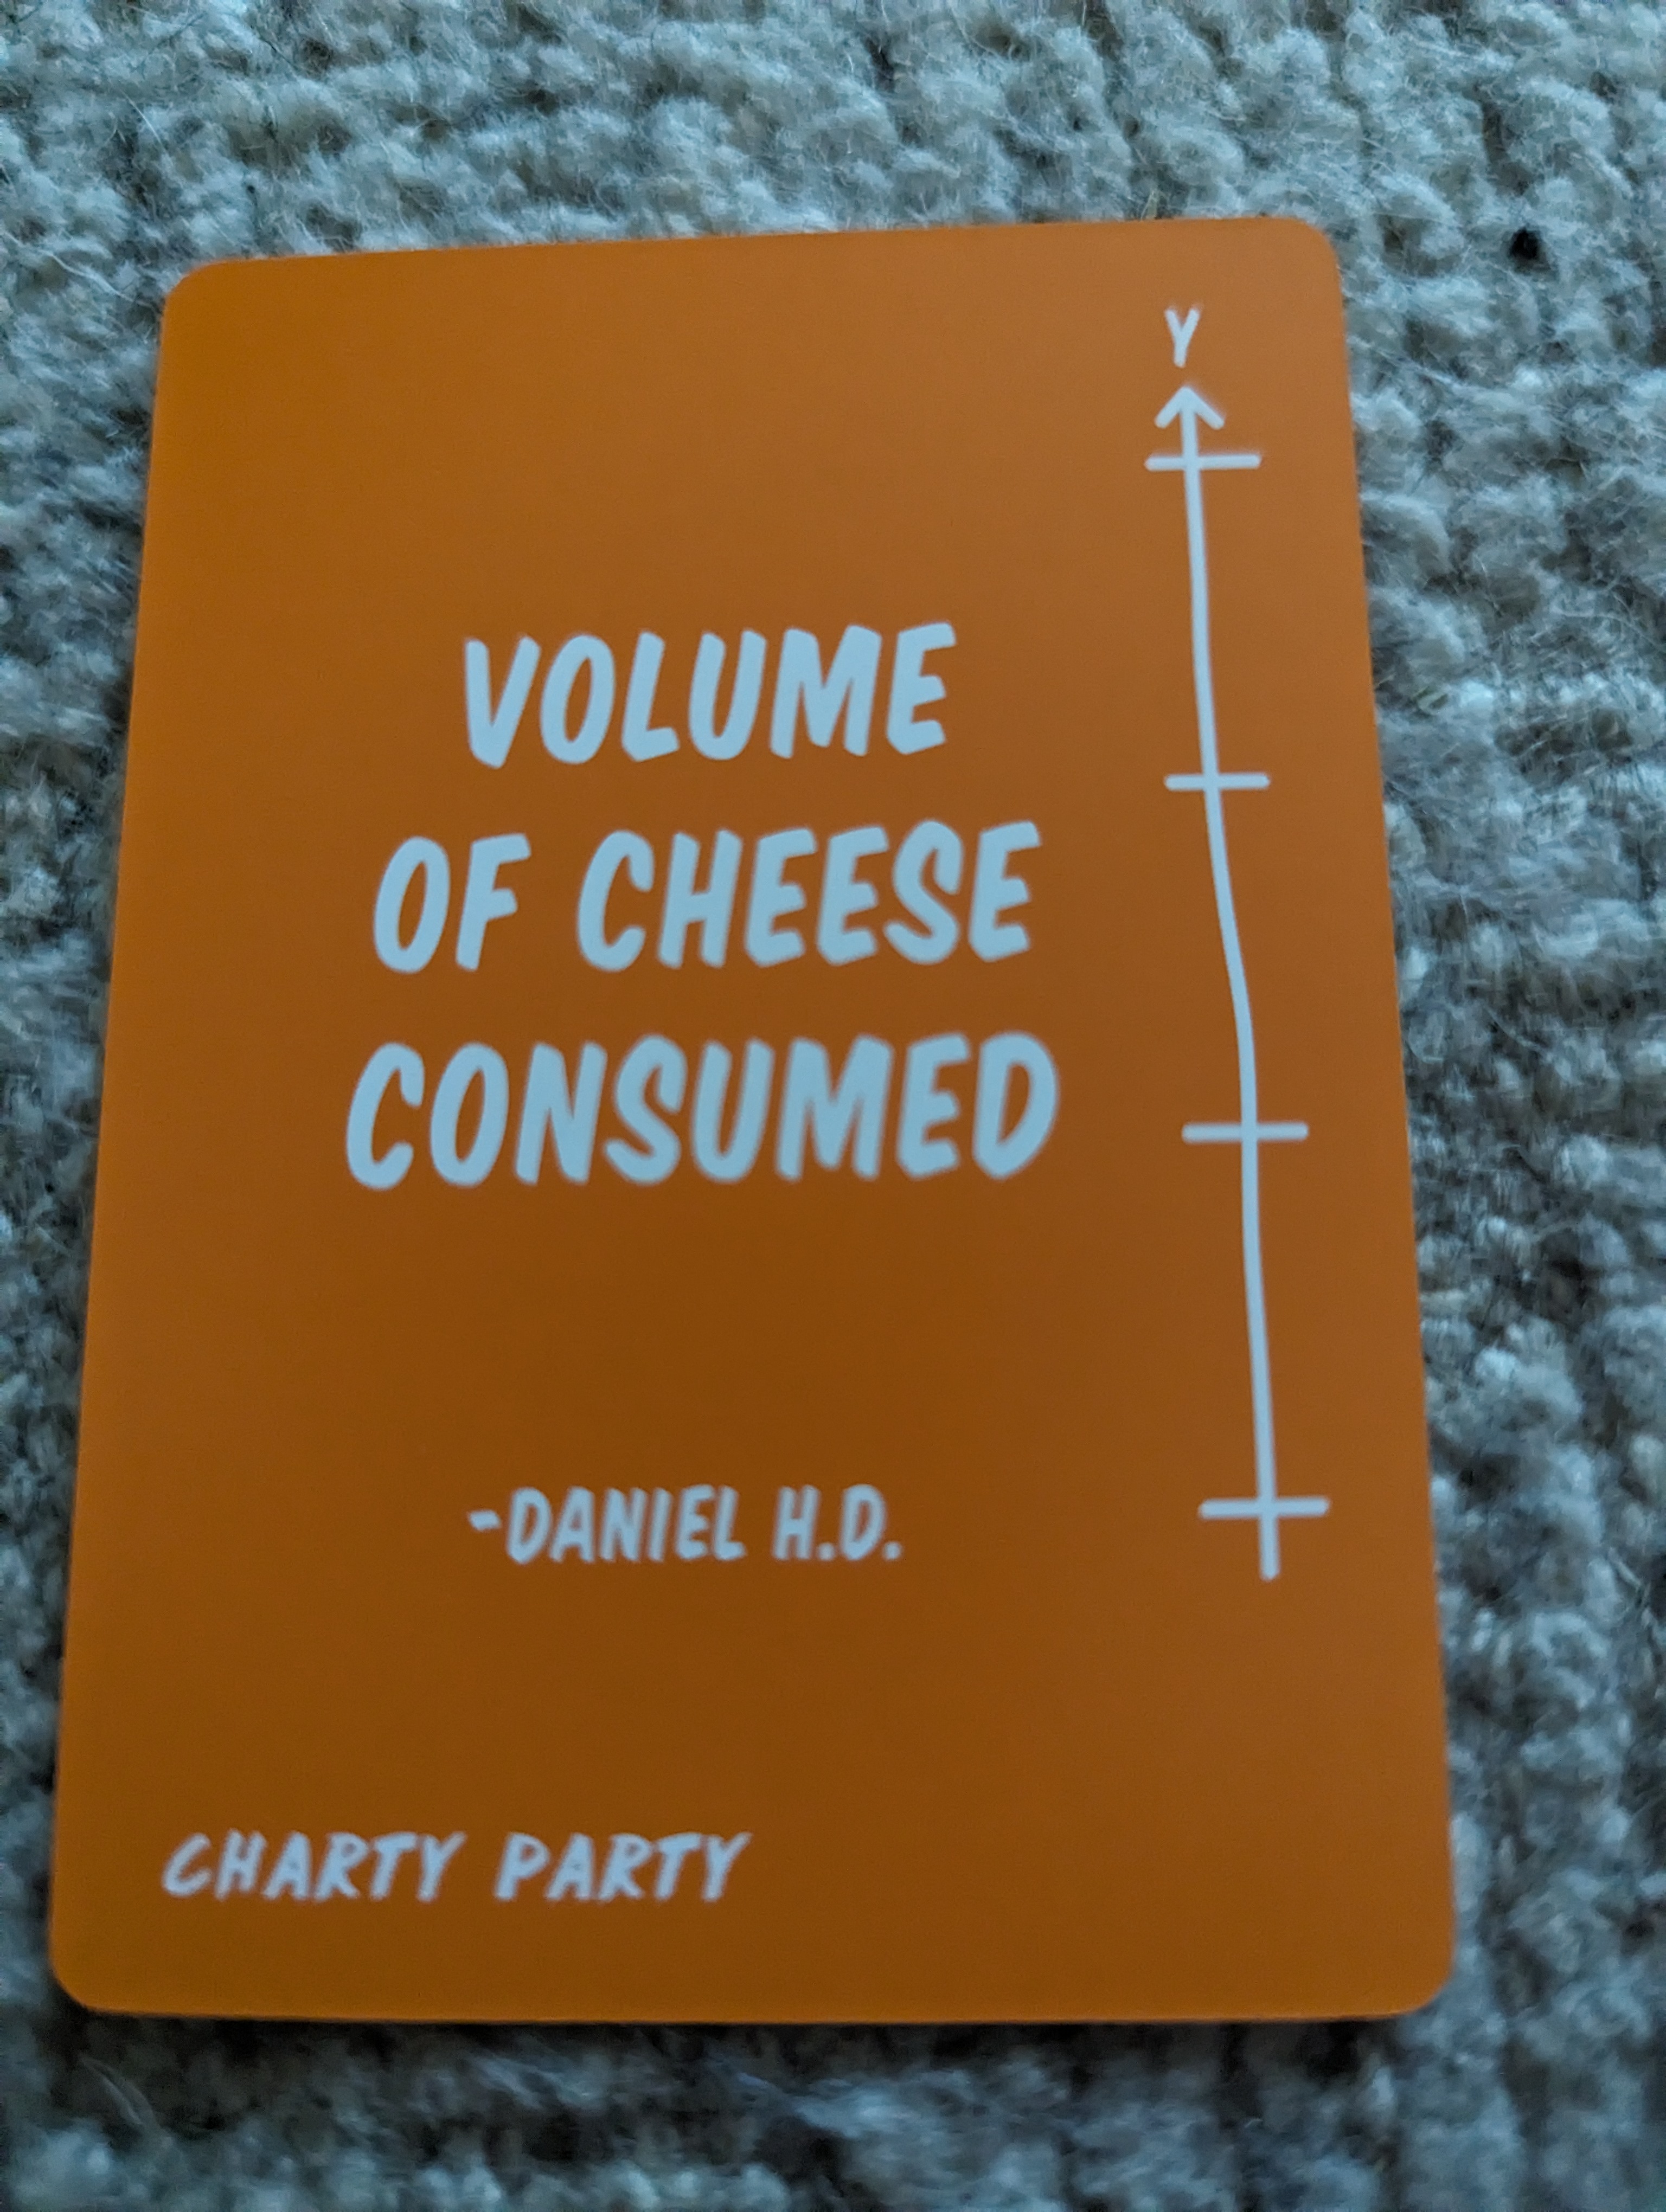 Y
VOLUME
OF CHEESE
CONSUMED
-DANIEL H.D.
CHARTY PARTY